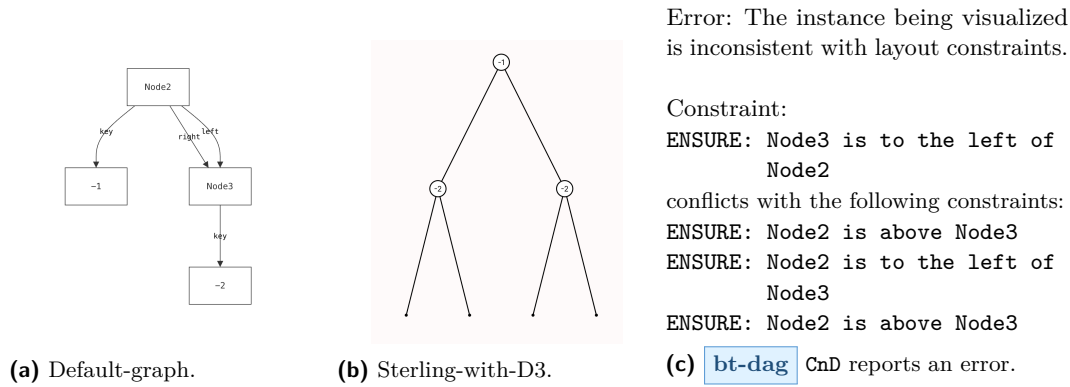 Node2
key
right
left
−1
Node3
key
−2
(a) Default-graph.
-1
-2
-2
(b) Sterling-with-D3.
Error: The instance being visualized
is inconsistent with layout constraints.
Constraint:
ENSURE: Node3 is to the left of
Node2
conflicts with the following constraints:
ENSURE: Node2 is above Node3
ENSURE: Node2 is to the left of
Node3
ENSURE: Node2 is above Node3
(c) bt-dag CnD reports an error.